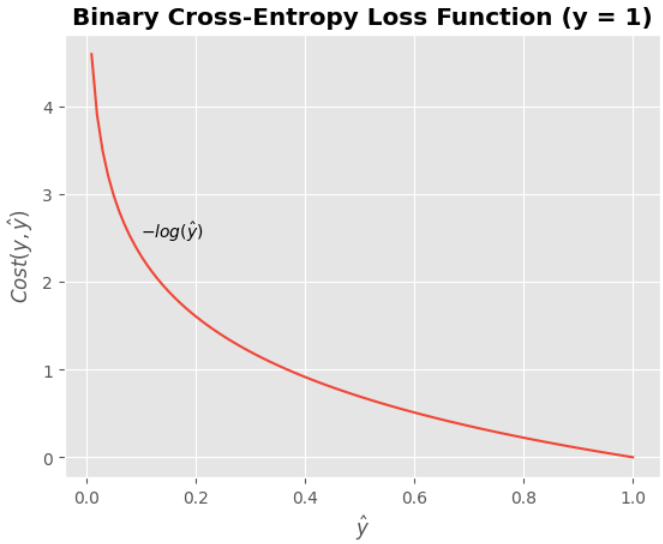 Binary Cross-Entropy Loss Function (y = 1)
4
3
2
1
0
Cost(y, ŷ)
−log(ŷ)
0.0 0.2 0.4 0.6 0.8 1.0
ŷ